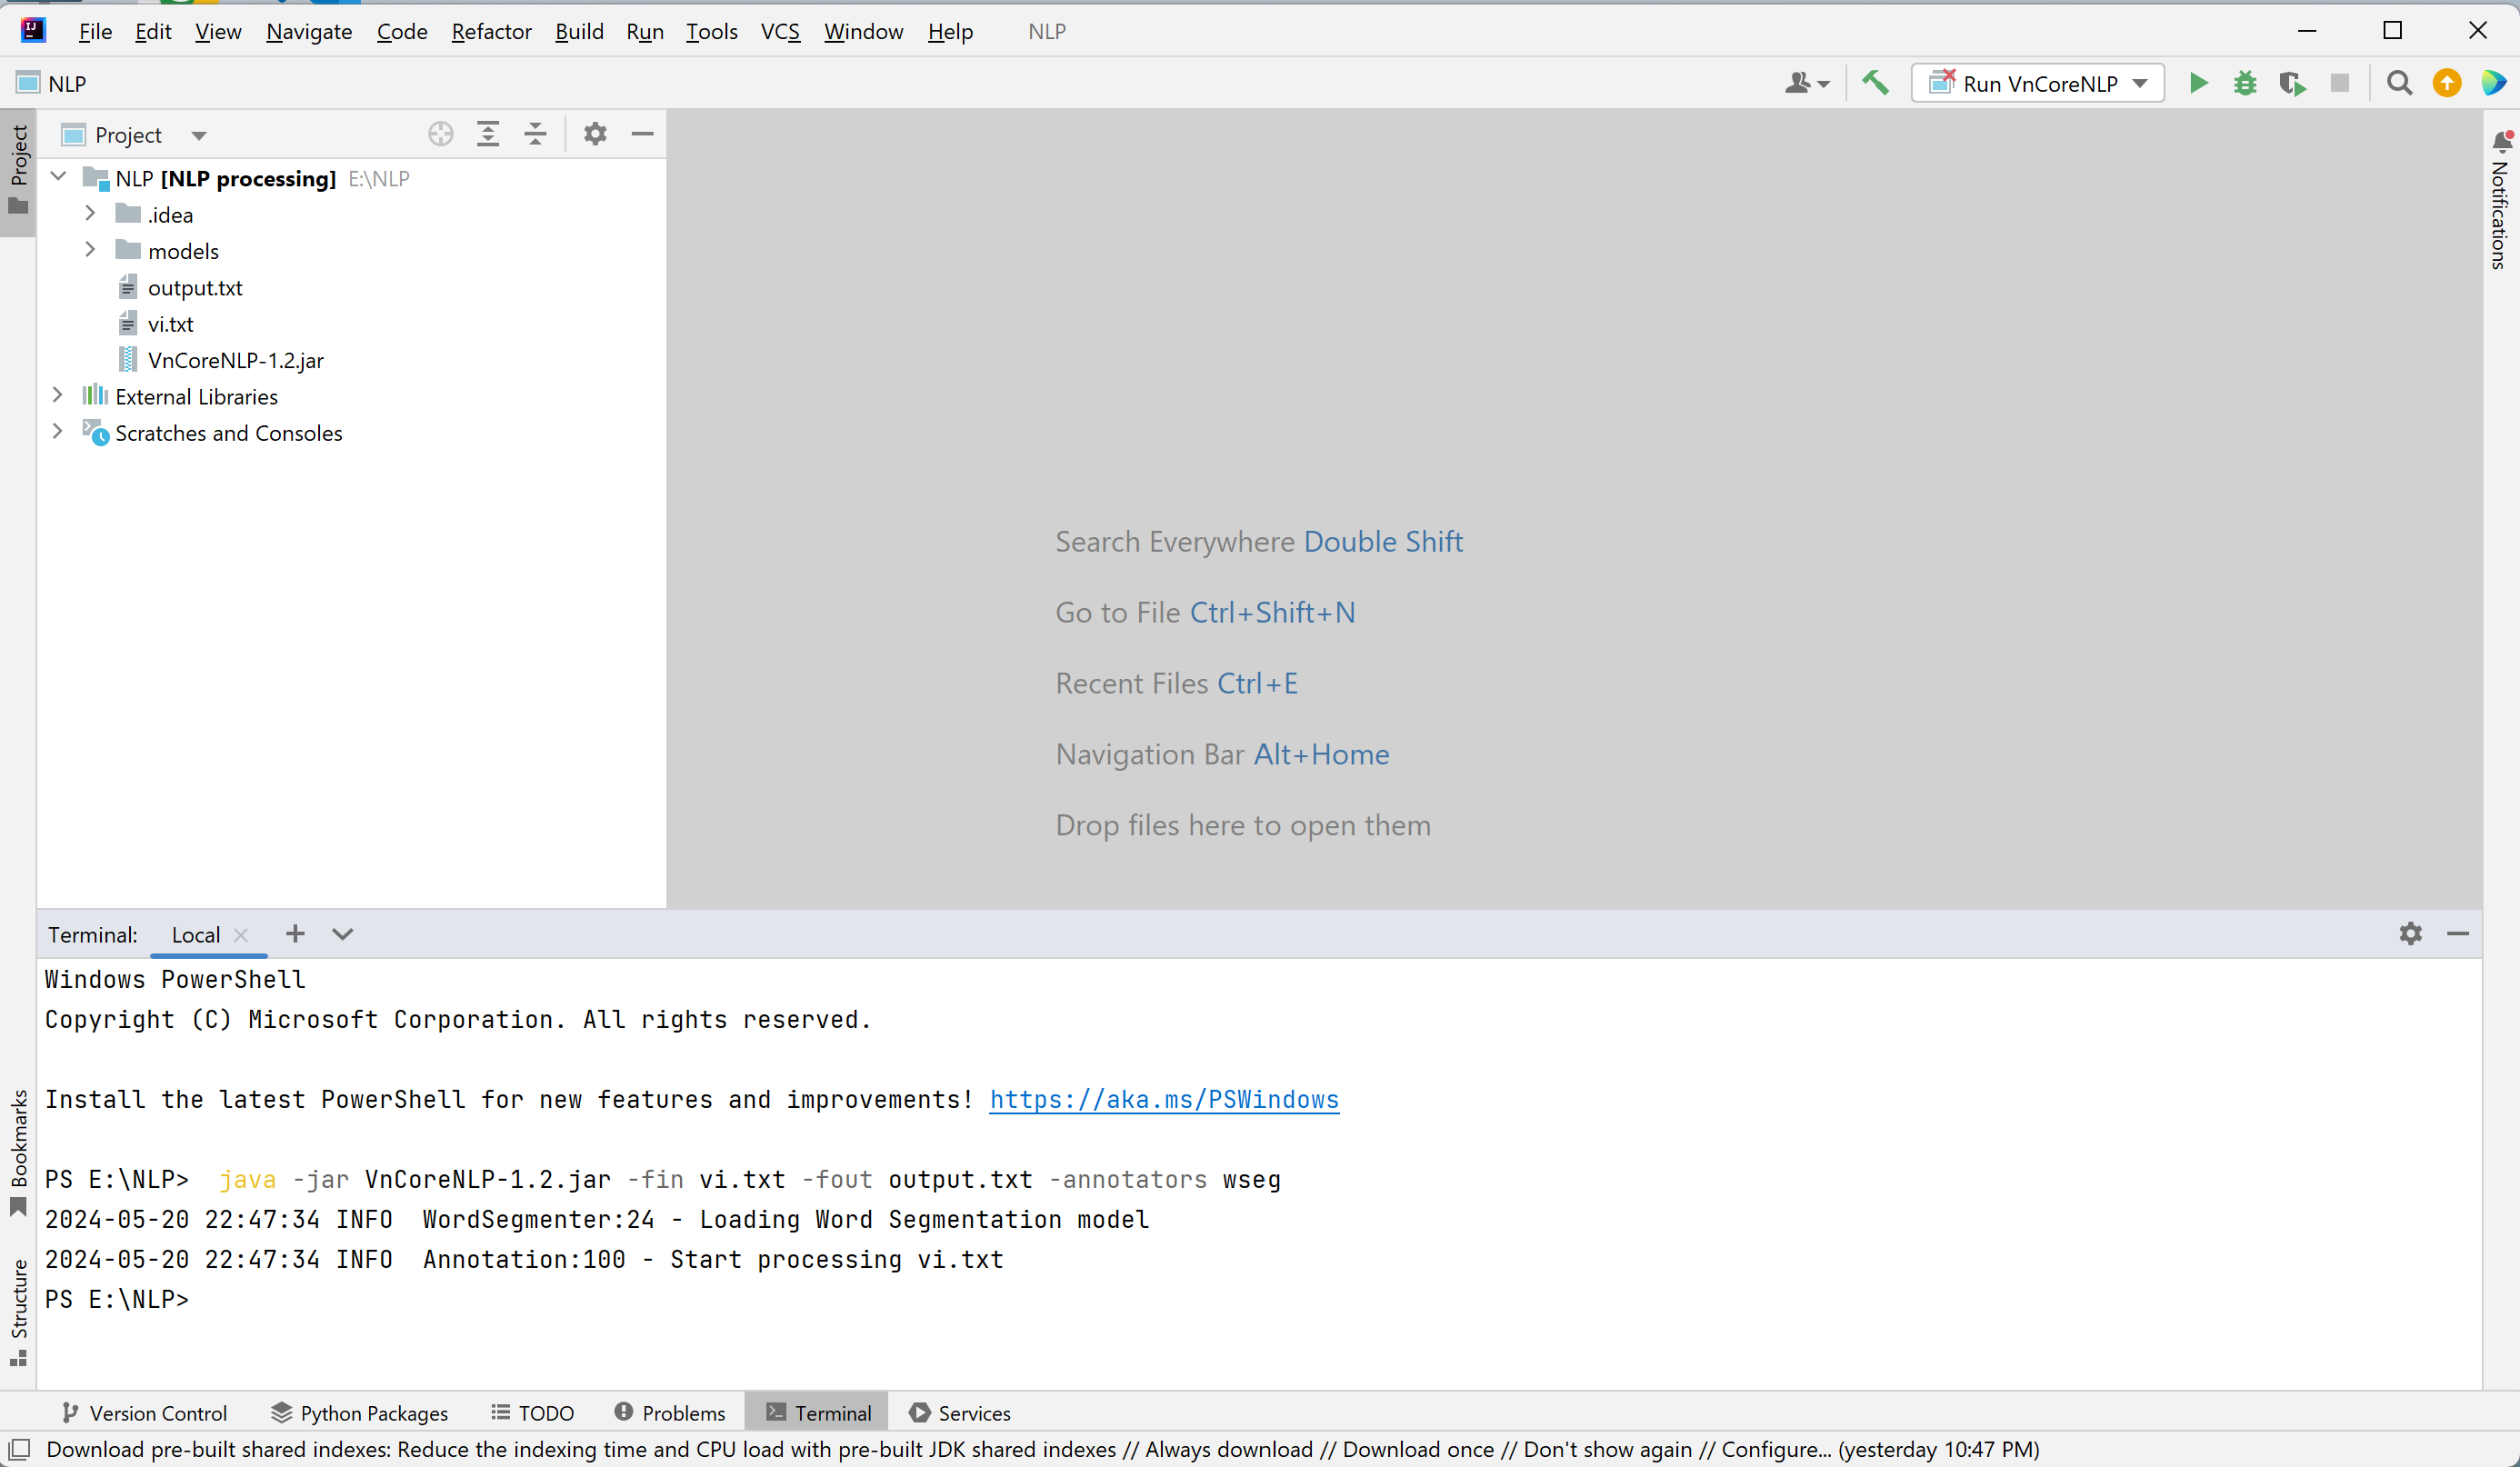 File Edit View Navigate Code Refactor Build Run Tools VCS Window Help NLP
NLP
Run VnCoreNLP
Project
Project
NLP [NLP processing] E:\NLP
.idea
models
output.txt
vi.txt
VnCoreNLP-1.2.jar
External Libraries
Scratches and Consoles
Notifications
Search Everywhere Double Shift
Go to File Ctrl+Shift+N
Recent Files Ctrl+E
Navigation Bar Alt+Home
Drop files here to open them
Terminal: Local
Windows PowerShell
Copyright (C) Microsoft Corporation. All rights reserved.
Install the latest PowerShell for new features and improvements! https://aka.ms/PSWindows
PS E:\NLP>  java -jar VnCoreNLP-1.2.jar -fin vi.txt -fout output.txt -annotators wseg
2024-05-20 22:47:34 INFO  WordSegmenter:24 - Loading Word Segmentation model
2024-05-20 22:47:34 INFO  Annotation:100 - Start processing vi.txt
PS E:\NLP>
Bookmarks
Structure
Version Control Python Packages TODO Problems Terminal Services
Download pre-built shared indexes: Reduce the indexing time and CPU load with pre-built JDK shared indexes // Always download // Download once // Don't show again // Configure... (yesterday 10:47 PM)